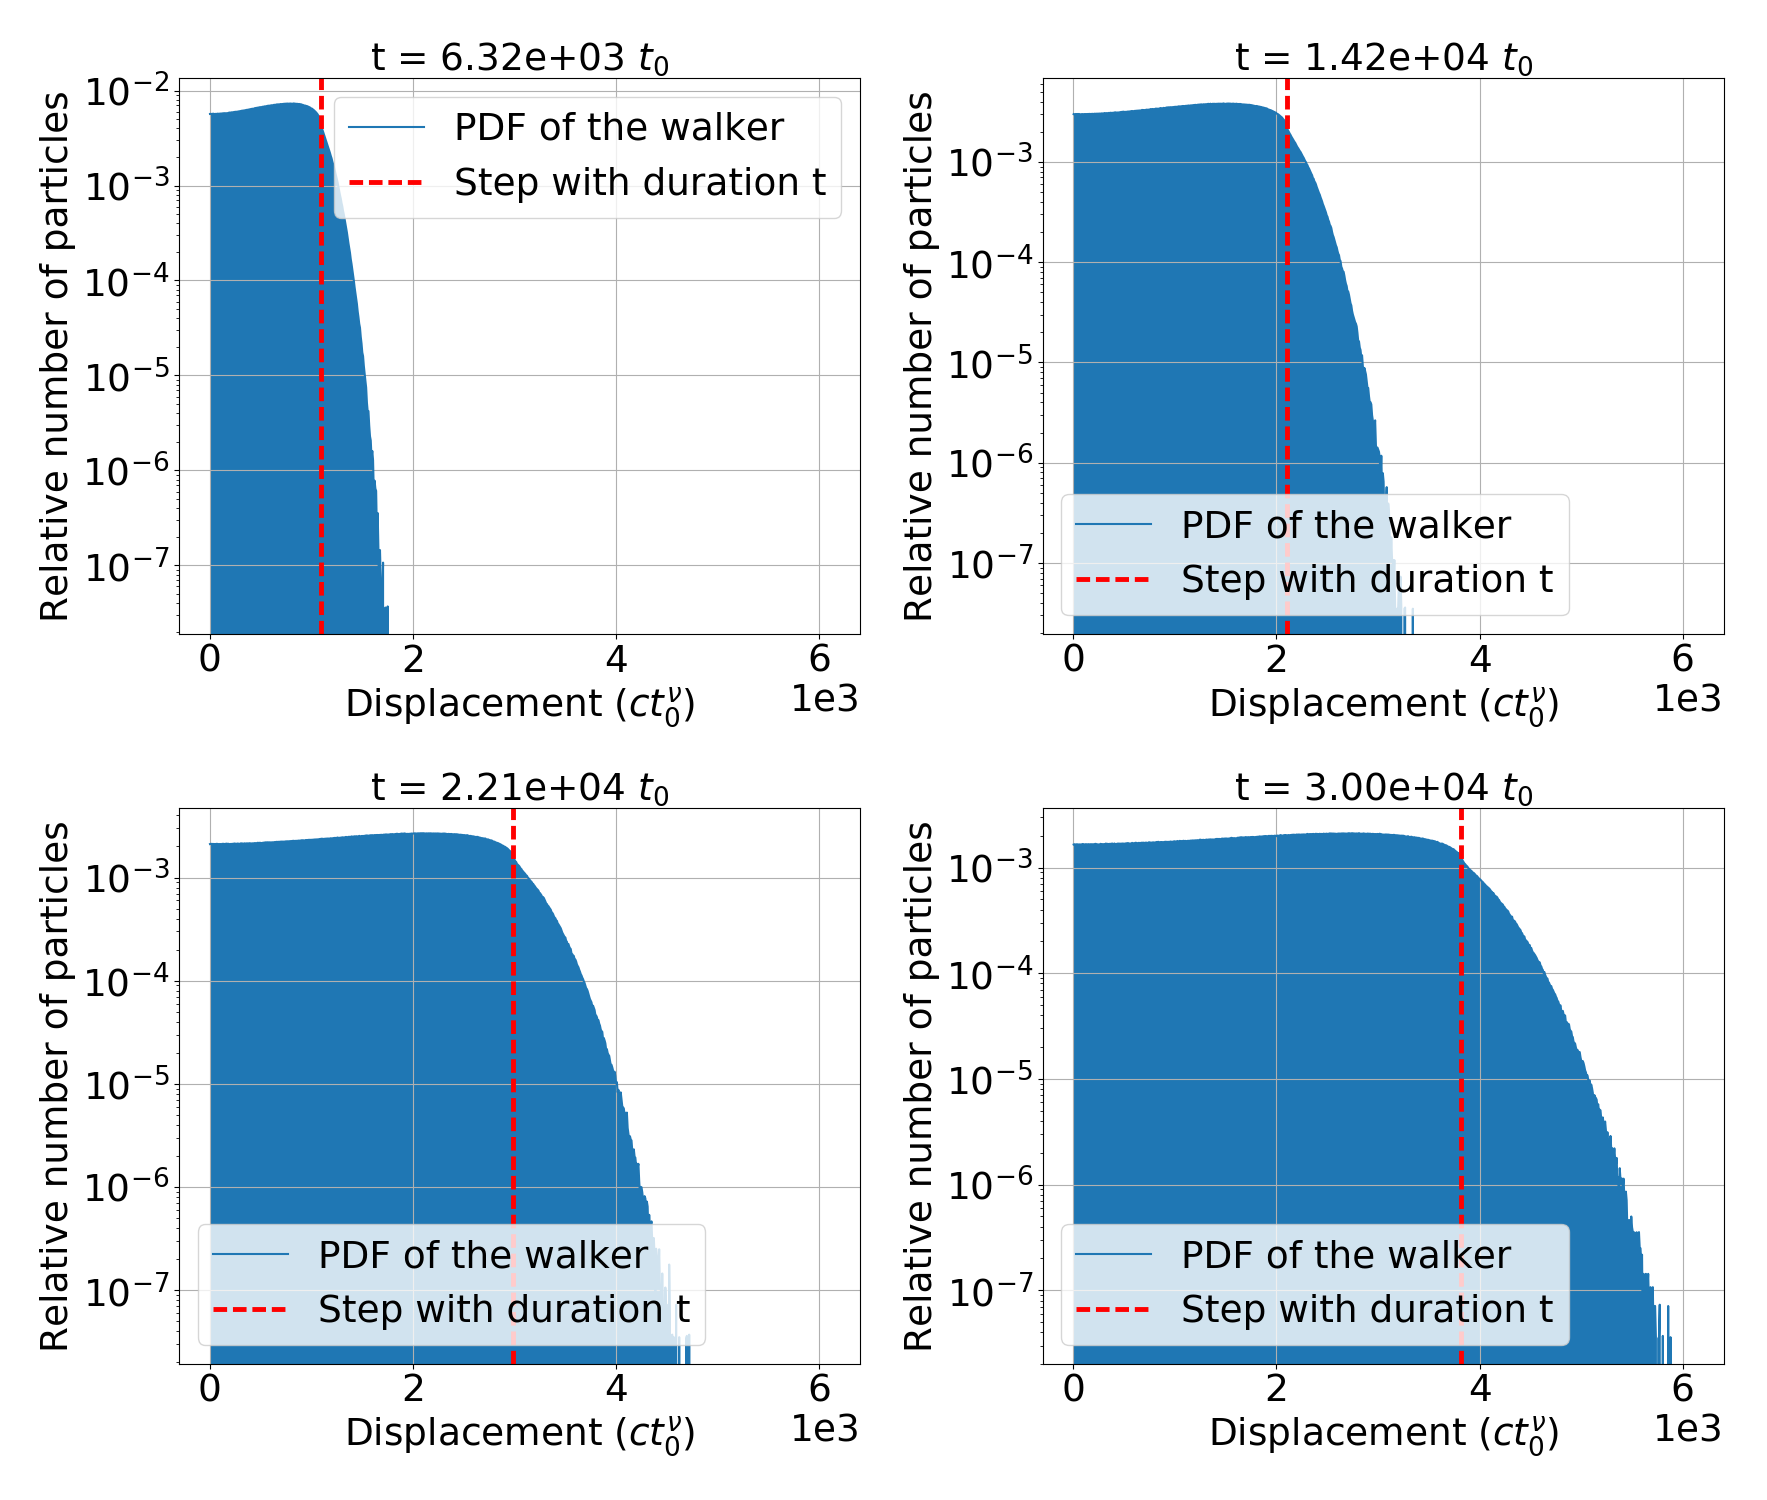 t = 6.32e+03 t₀
10⁻²
10⁻³
10⁻⁴
10⁻⁵
10⁻⁶
10⁻⁷
Relative number of particles
PDF of the walker
Step with duration t
0 2 4 6
1e3
Displacement (ct₀^ν)
t = 1.42e+04 t₀
10⁻³
10⁻⁴
10⁻⁵
10⁻⁶
10⁻⁷
Relative number of particles
PDF of the walker
Step with duration t
0 2 4 6
1e3
Displacement (ct₀^ν)
t = 2.21e+04 t₀
10⁻³
10⁻⁴
10⁻⁵
10⁻⁶
10⁻⁷
Relative number of particles
PDF of the walker
Step with duration t
0 2 4 6
1e3
Displacement (ct₀^ν)
t = 3.00e+04 t₀
10⁻³
10⁻⁴
10⁻⁵
10⁻⁶
10⁻⁷
Relative number of particles
PDF of the walker
Step with duration t
0 2 4 6
1e3
Displacement (ct₀^ν)